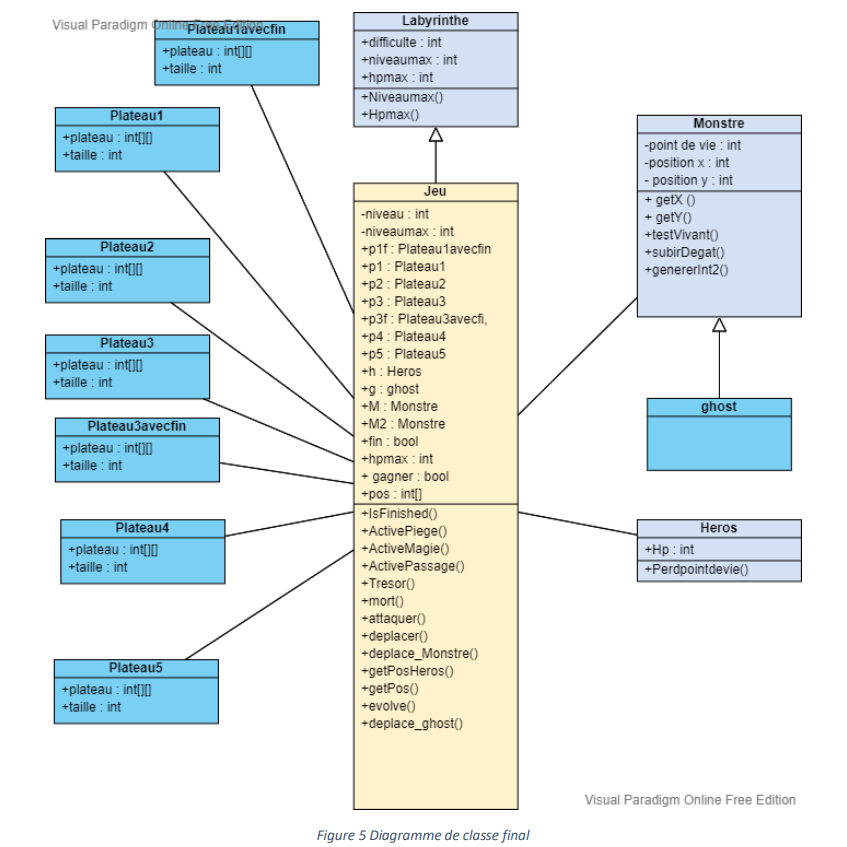 Visual Paradigm Online Free Edition
Plateau1avecfin
+plateau : int[][]
+taille : int
Plateau1
+plateau : int[][]
+taille : int
Plateau2
+plateau : int[][]
+taille : int
Plateau3
+plateau : int[][]
+taille : int
Plateau3avecfin
+plateau : int[][]
+taille : int
Plateau4
+plateau : int[][]
+taille : int
Plateau5
+plateau : int[][]
+taille : int
Labyrinthe
+difficulte : int
+niveaumax : int
+hpmax : int
+Niveaumax()
+Hpmax()
Jeu
-niveau : int
-niveaumax : int
+p1f : Plateau1avecfin
+p1 : Plateau1
+p2 : Plateau2
+p3 : Plateau3
+p3f : Plateau3avecfi,
+p4 : Plateau4
+p5 : Plateau5
+h : Heros
+g : ghost
+M : Monstre
+M2 : Monstre
+fin : bool
+hpmax : int
+ gagner : bool
+pos : int[]
+IsFinished()
+ActivePiege()
+ActiveMagie()
+ActivePassage()
+Tresor()
+mort()
+attaquer()
+deplacer()
+deplace_Monstre()
+getPosHeros()
+getPos()
+evolve()
+deplace_ghost()
Monstre
-point de vie : int
-position x : int
- position y : int
+ getX ()
+ getY()
+testVivant()
+subirDegat()
+genererInt2()
ghost
Heros
+Hp : int
+Perdpointdevie()
Visual Paradigm Online Free Edition
Figure 5 Diagramme de classe final